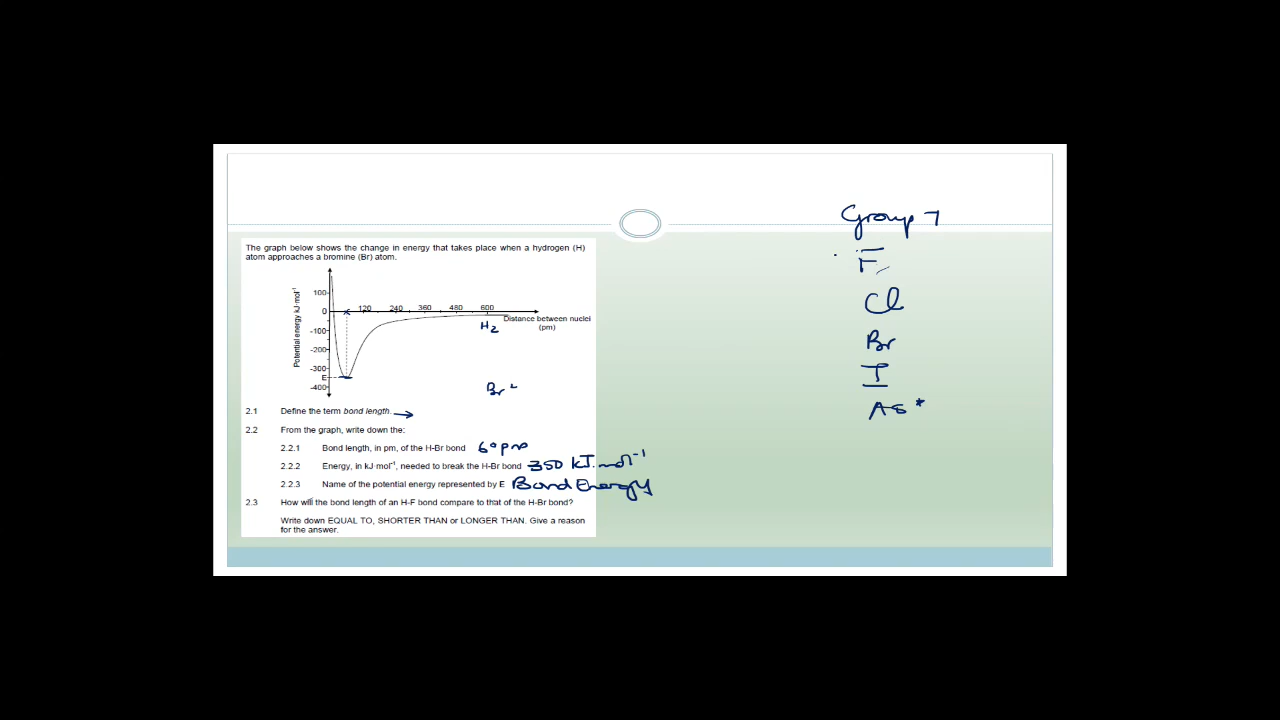 Group 7
The graph below shows the change in energy that takes place when a hydrogen (H)
atom approaches a bromine (Br) atom.
Potential energy kJ·mol⁻¹
100
0
-100
-200
-300
E
-400
120 240 360 480 600
Distance between nuclei
(pm)
H2
Br
F
Cl
Br
I
As *
2.1 Define the term bond length.
2.2 From the graph, write down the:
2.2.1 Bond length, in pm, of the H-Br bond 60pm
2.2.2 Energy, in kJ·mol⁻¹, needed to break the H-Br bond 350 kJ.mol⁻¹
2.2.3 Name of the potential energy represented by E Bond Energy
2.3 How will the bond length of an H-F bond compare to that of the H-Br bond?
Write down EQUAL TO, SHORTER THAN or LONGER THAN. Give a reason
for the answer.